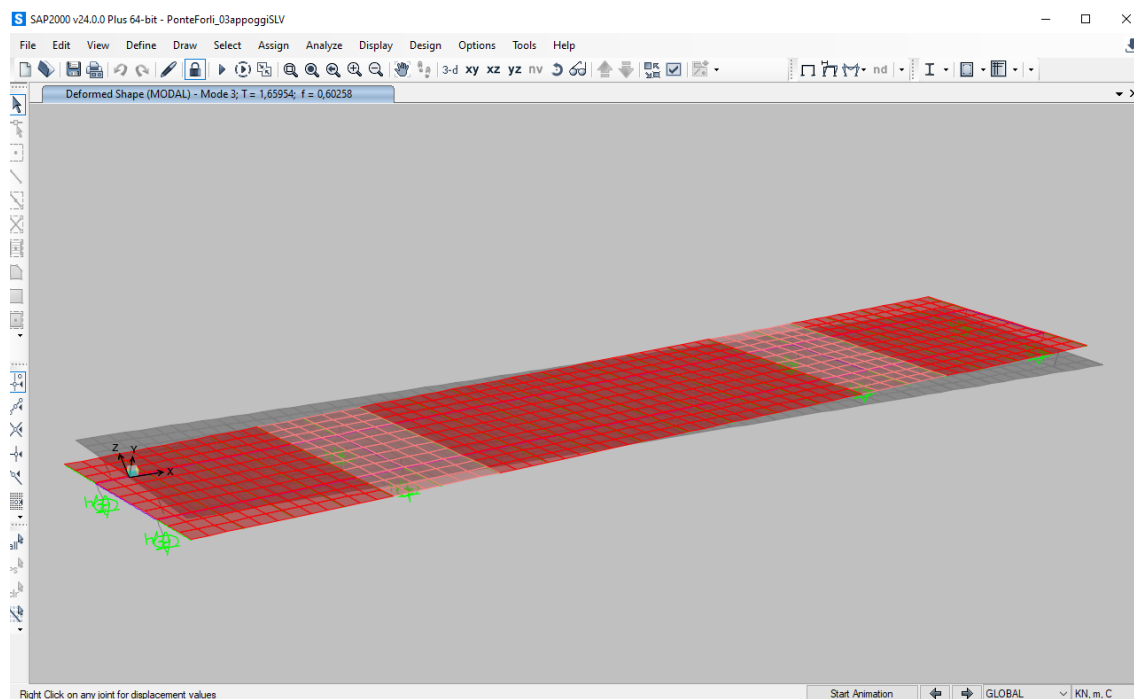 SAP2000 v24.0.0 Plus 64-bit - PonteForli_03appoggiSLV
File Edit View Define Draw Select Assign Analyze Display Design Options Tools Help
3-d xy xz yz nv nd
Deformed Shape (MODAL) - Mode 3; T = 1,65954; f = 0,60258
Z Y
X
all
Right Click on any joint for displacement values Start Animation GLOBAL KN, m, C